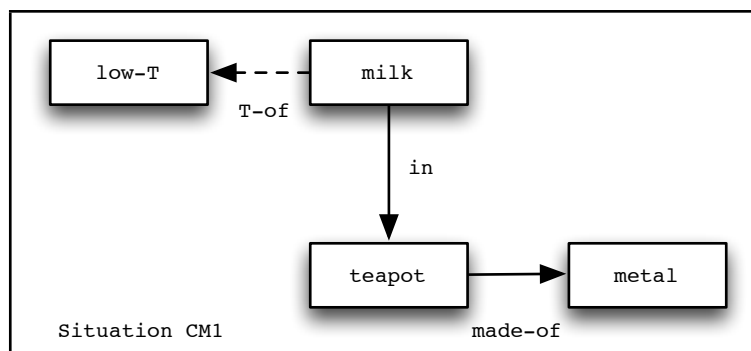 low-T
milk
T-of
in
teapot
metal
Situation CM1
made-of